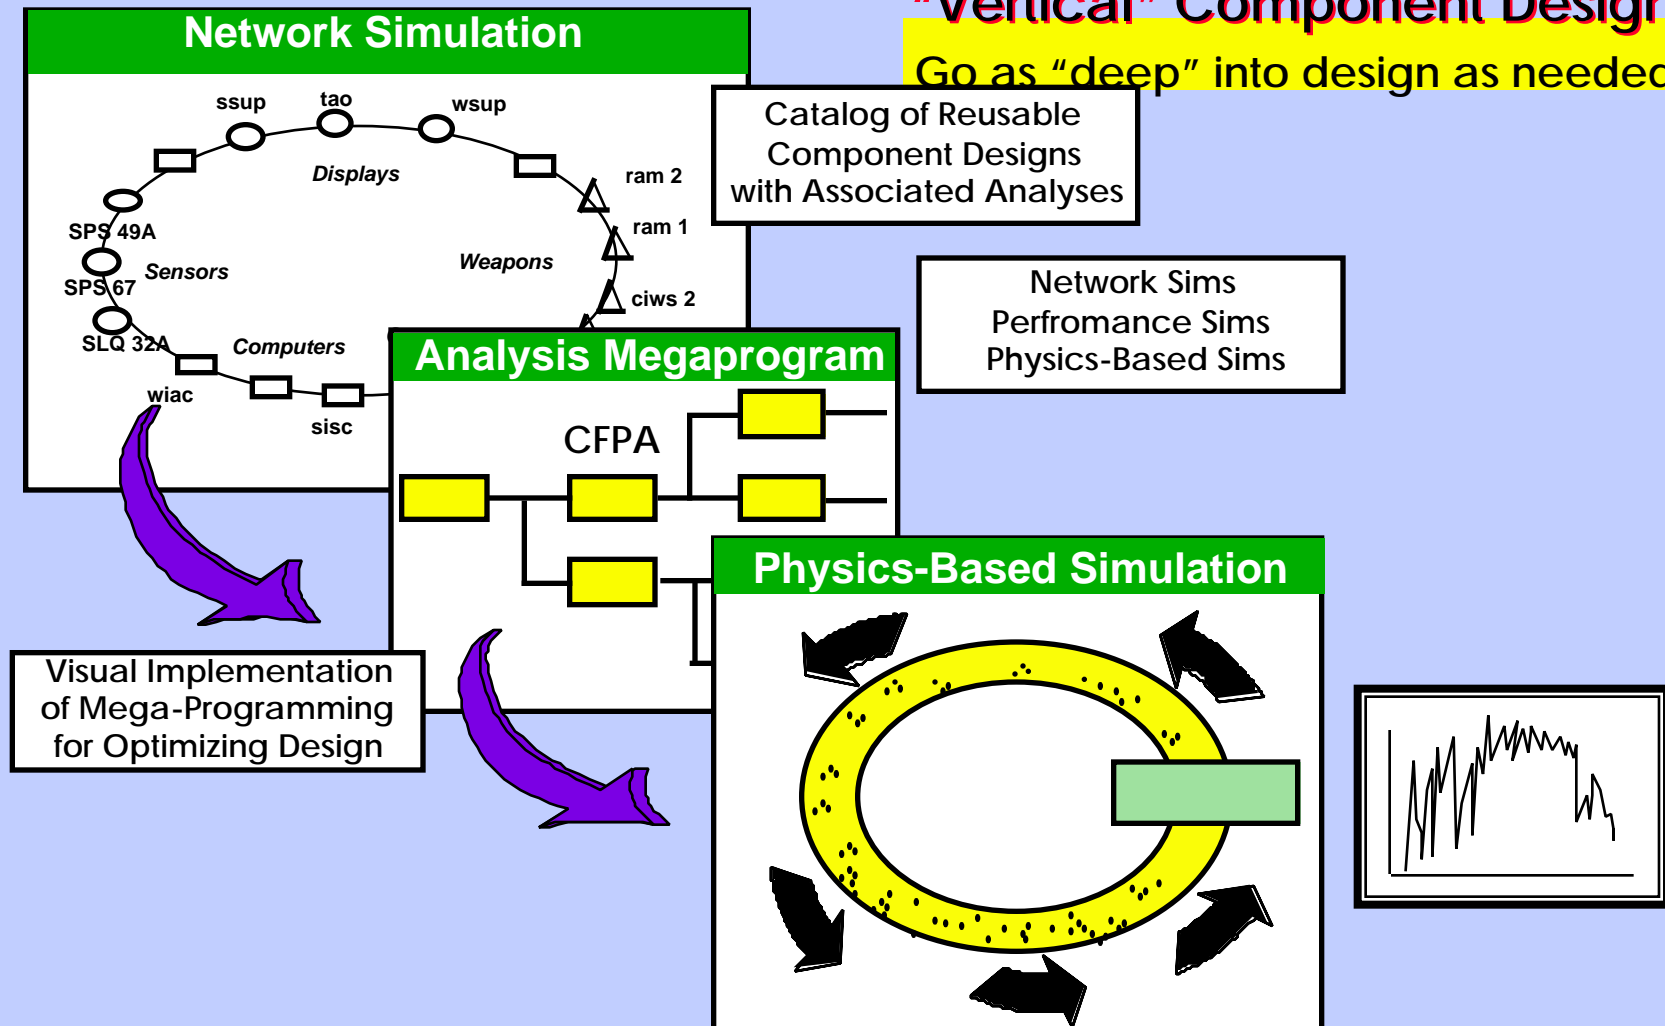 “Vertical” Component Design
Go as “deep” into design as needed
Network Simulation
ssup
tao
wsup
Displays
ram 2
SPS 49A
ram 1
Sensors
Weapons
SPS 67
ciws 2
SLQ 32A
Computers
wiac
sisc
Catalog of Reusable
Component Designs
with Associated Analyses
Network Sims
Perfromance Sims
Physics-Based Sims
Analysis Megaprogram
CFPA
Physics-Based Simulation
Visual Implementation
of Mega-Programming
for Optimizing Design